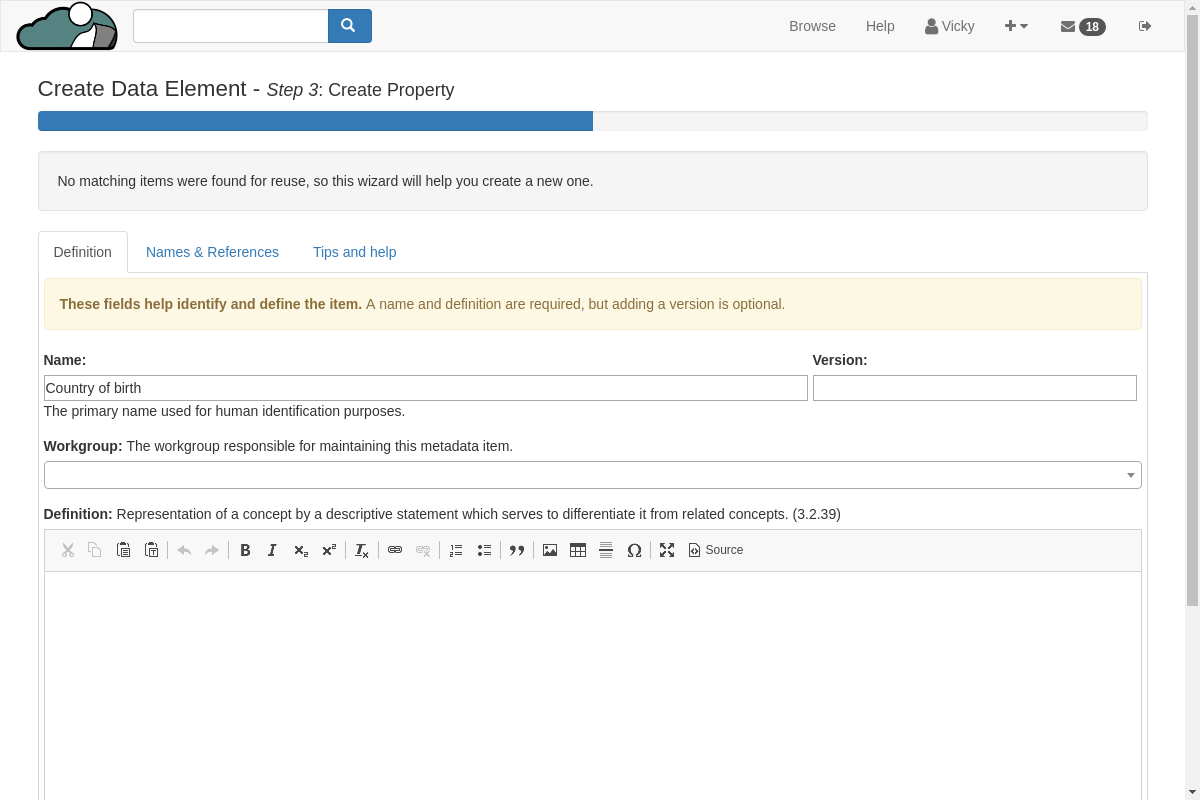 Browse Help Vicky 18
Create Data Element - Step 3: Create Property
No matching items were found for reuse, so this wizard will help you create a new one.
Definition Names & References Tips and help
These fields help identify and define the item. A name and definition are required, but adding a version is optional.
Name: Version:
Country of birth
The primary name used for human identification purposes.
Workgroup: The workgroup responsible for maintaining this metadata item.
Definition: Representation of a concept by a descriptive statement which serves to differentiate it from related concepts. (3.2.39)
Source